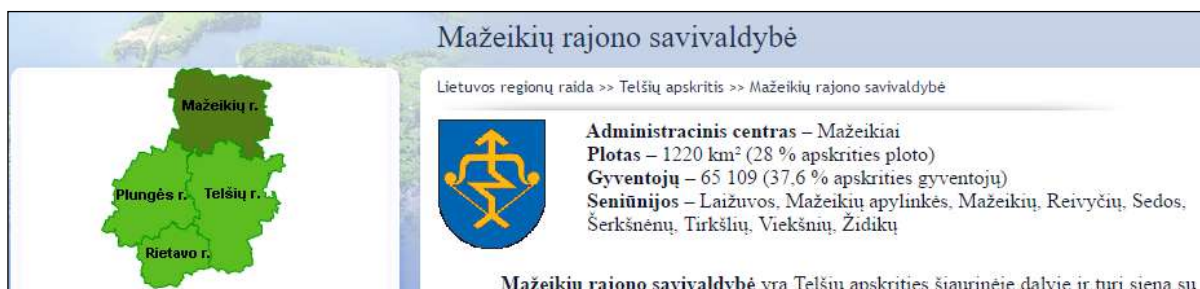 Mažeikių rajono savivaldybė
Lietuvos regionų raida >> Telšių apskritis >> Mažeikių rajono savivaldybė
Mažeikių r.
Plungės r.
Telšių r.
Rietavo r.
Administracinis centras – Mažeikiai
Plotas – 1220 km² (28 % apskrities ploto)
Gyventojų – 65 109 (37,6 % apskrities gyventojų)
Seniūnijos – Laižuvos, Mažeikių apylinkės, Mažeikių, Reivyčių, Sedos,
Šerkšnėnų, Tirkšlių, Viekšnių, Židikų
Mažeikių rajono savivaldybė yra Telšių apskrities šiaurinėje dalyje ir turi sieną su